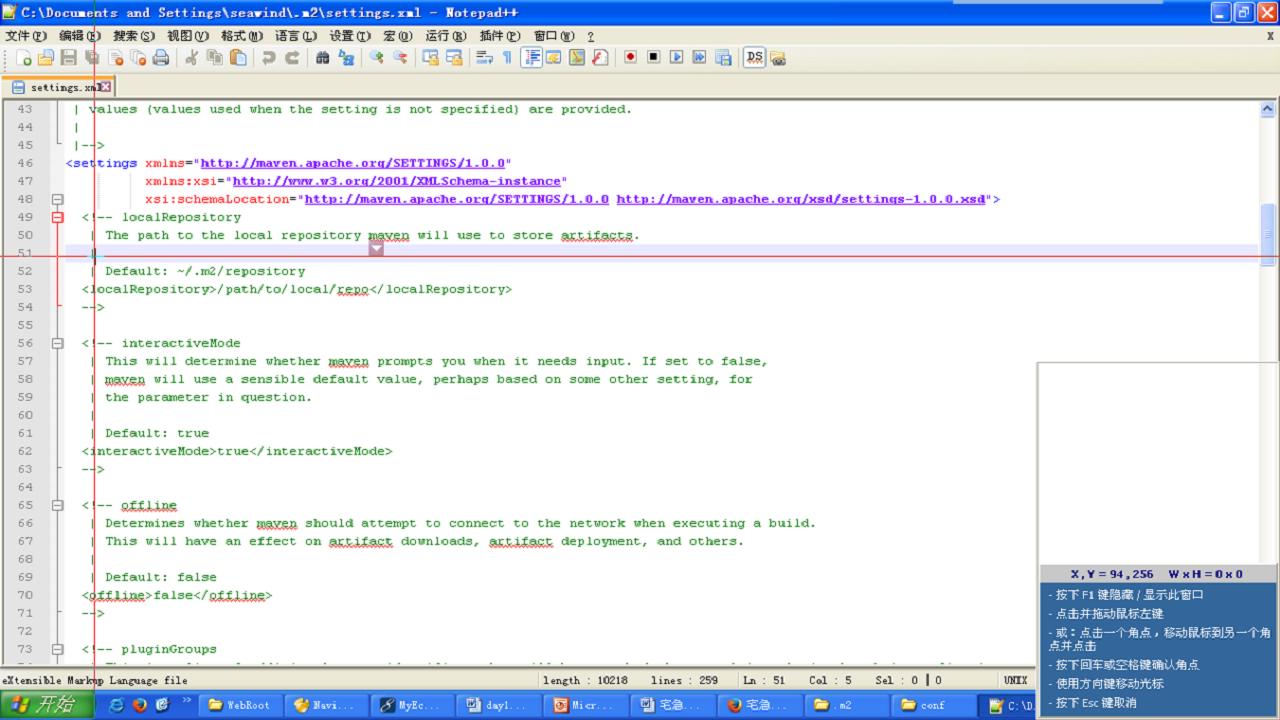 C:\Documents and Settings\seawind\.m2\settings.xml - Notepad++
文件(F) 编辑(E) 搜索(S) 视图(V) 格式(M) 语言(L) 设置(T) 宏(O) 运行(R) 插件(P) 窗口(W) ? X
settings.xml
43 | values (values used when the setting is not specified) are provided.
44 |
45 |-->
46 <settings xmlns="http://maven.apache.org/SETTINGS/1.0.0"
47 xmlns:xsi="http://www.w3.org/2001/XMLSchema-instance"
48 xsi:schemaLocation="http://maven.apache.org/SETTINGS/1.0.0 http://maven.apache.org/xsd/settings-1.0.0.xsd">
49 <!-- localRepository
50 | The path to the local repository maven will use to store artifacts.
51 |
52 | Default: ~/.m2/repository
53 <localRepository>/path/to/local/repo</localRepository>
54 -->
55
56 <!-- interactiveMode
57 | This will determine whether maven prompts you when it needs input. If set to false,
58 | maven will use a sensible default value, perhaps based on some other setting, for
59 | the parameter in question.
60 |
61 | Default: true
62 <interactiveMode>true</interactiveMode>
63 -->
64
65 <!-- offline
66 | Determines whether maven should attempt to connect to the network when executing a build.
67 | This will have an effect on artifact downloads, artifact deployment, and others.
68 |
69 | Default: false
70 <offline>false</offline>
71 -->
72
73 <!-- pluginGroups
X,Y = 94,256 W x H = 0 x 0
- 按下 F1 键隐藏 / 显示此窗口
- 点击并拖动鼠标左键
- 或：点击一个角点，移动鼠标到另一个角
点并点击
- 按下回车或空格键确认角点
- 使用方向键移动光标
- 按下 Esc 键取消
eXtensible Markup Language file length : 10218 lines : 259 Ln : 51 Col : 5 Sel : 0 | 0 UNIX
开始 WebRoot Navi... MyEc... day1... Micr... 宅急... 宅急... .m2 conf C:\D